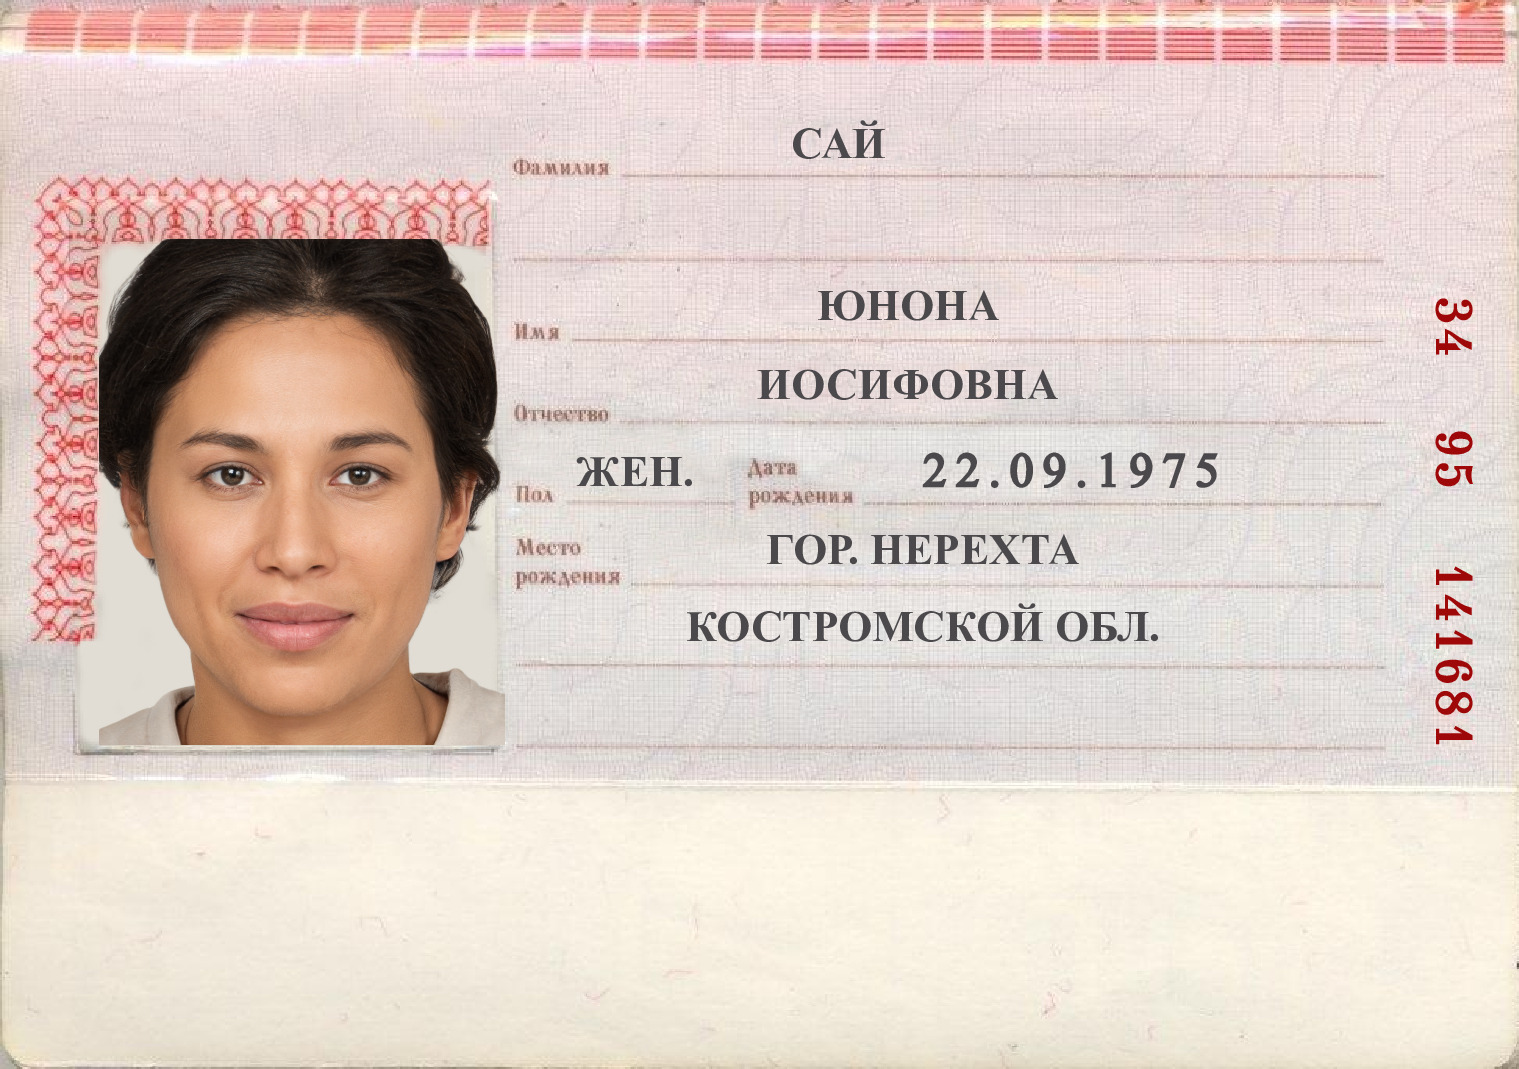 САЙ
Фамилия
ЮНОНА
Имя
ИОСИФОВНА
Отчество
ЖЕН. Дата 22.09.1975
Пол рождения
Место ГОР. НЕРЕХТА
рождения
КОСТРОМСКОЙ ОБЛ.
34 95 141681